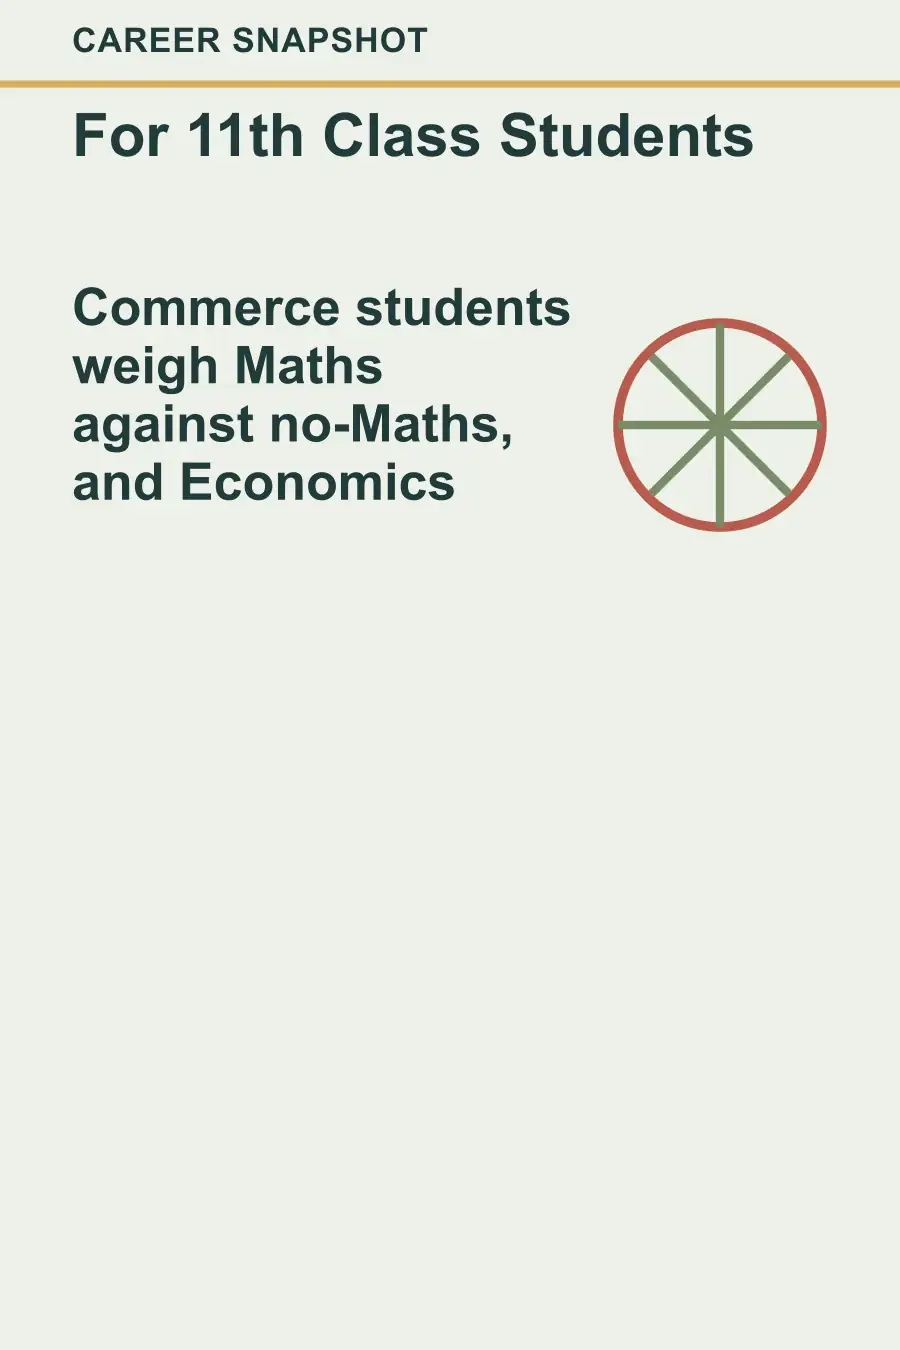 CAREER SNAPSHOT
For 11th Class Students
Commerce students
weigh Maths
against no-Maths,
and Economics